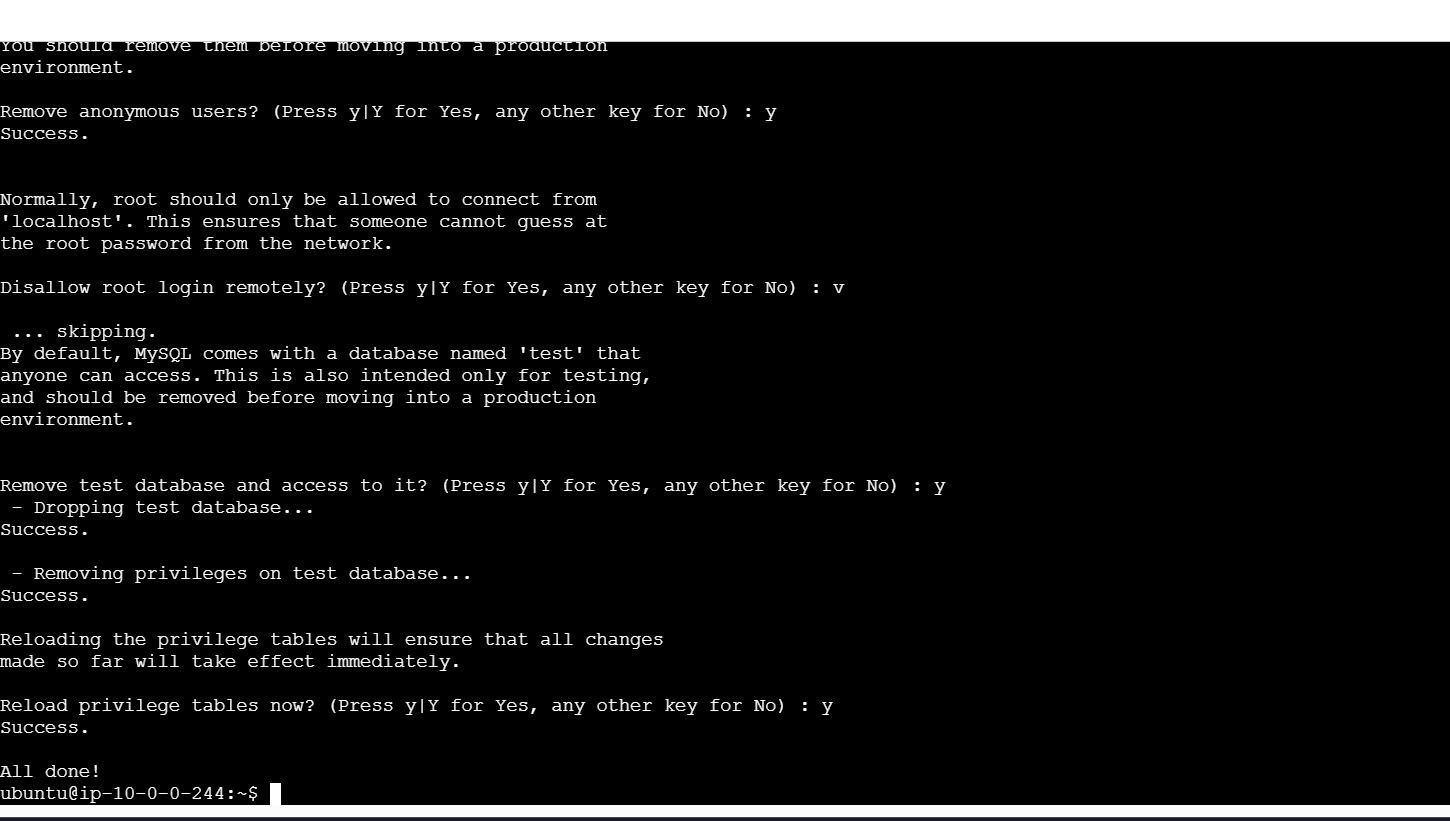 You should remove them before moving into a production
environment.
Remove anonymous users? (Press y|Y for Yes, any other key for No) : y
Success.
Normally, root should only be allowed to connect from
'localhost'. This ensures that someone cannot guess at
the root password from the network.
Disallow root login remotely? (Press y|Y for Yes, any other key for No) : v
 ... skipping.
By default, MySQL comes with a database named 'test' that
anyone can access. This is also intended only for testing,
and should be removed before moving into a production
environment.
Remove test database and access to it? (Press y|Y for Yes, any other key for No) : y
 - Dropping test database...
Success.
 - Removing privileges on test database...
Success.
Reloading the privilege tables will ensure that all changes
made so far will take effect immediately.
Reload privilege tables now? (Press y|Y for Yes, any other key for No) : y
Success.
All done!
ubuntu@ip-10-0-0-244:~$